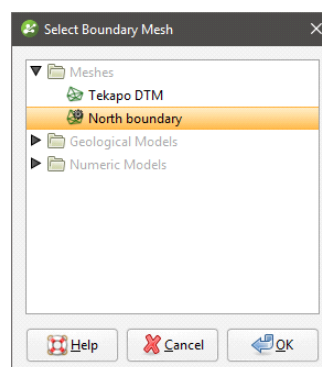 Select Boundary Mesh
Meshes
Tekapo DTM
North boundary
Geological Models
Numeric Models
Help Cancel OK